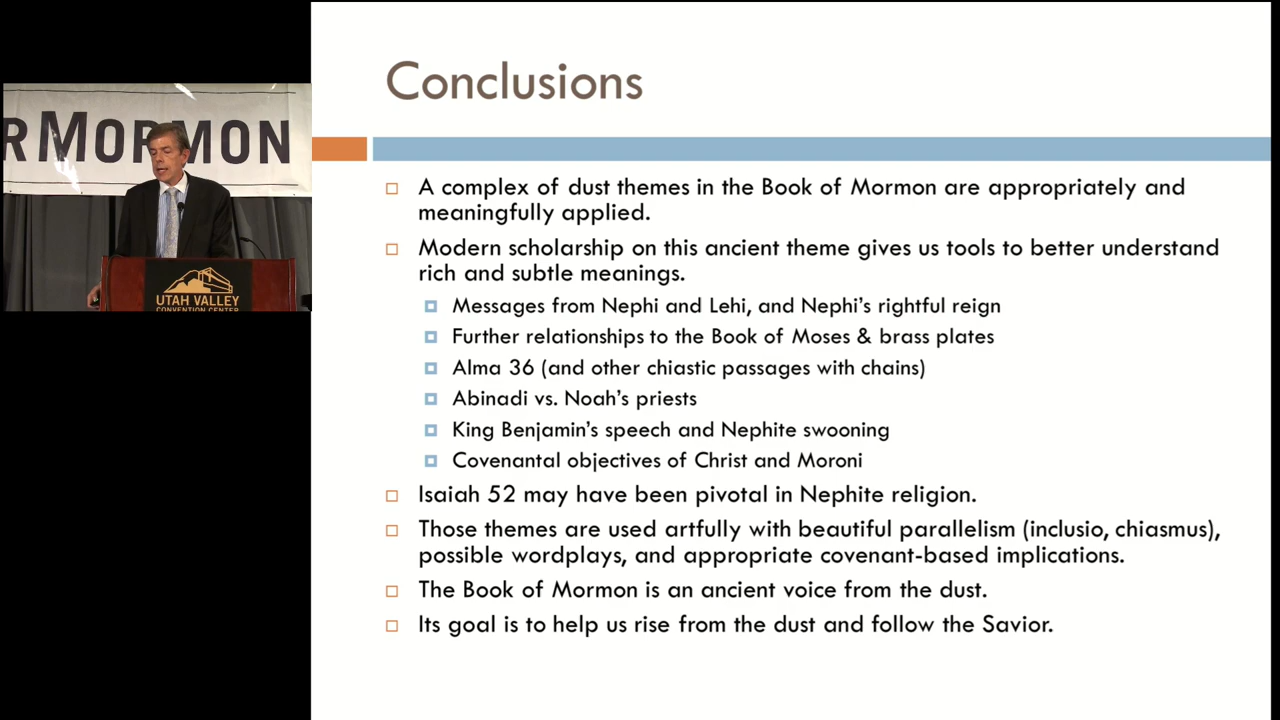 R MORMON
UTAH VALLEY
CONVENTION CENTER
Conclusions
A complex of dust themes in the Book of Mormon are appropriately and
meaningfully applied.
Modern scholarship on this ancient theme gives us tools to better understand
rich and subtle meanings.
Messages from Nephi and Lehi, and Nephi's rightful reign
Further relationships to the Book of Moses & brass plates
Alma 36 (and other chiastic passages with chains)
Abinadi vs. Noah's priests
King Benjamin's speech and Nephite swooning
Covenantal objectives of Christ and Moroni
Isaiah 52 may have been pivotal in Nephite religion.
Those themes are used artfully with beautiful parallelism (inclusio, chiasmus),
possible wordplays, and appropriate covenant-based implications.
The Book of Mormon is an ancient voice from the dust.
Its goal is to help us rise from the dust and follow the Savior.